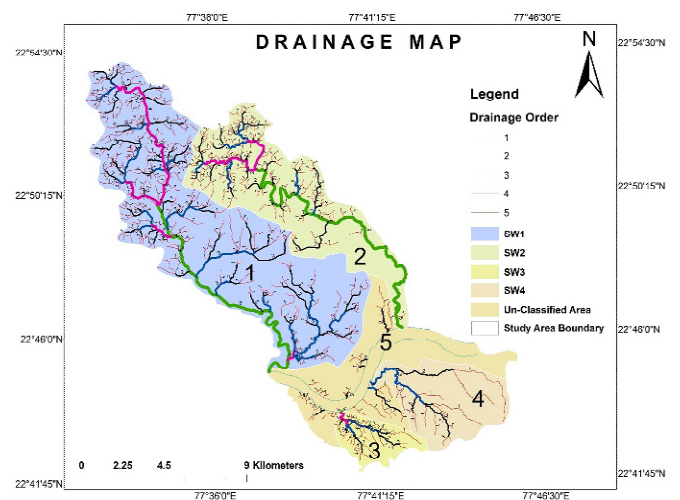 77°36'0"E 77°41'15"E 77°46'30"E
DRAINAGE MAP
N
22°54'30"N 22°54'30"N
Legend
Drainage Order
1
2
3
4
5
SW1
SW2
SW3
SW4
Un-Classified Area
Study Area Boundary
22°50'15"N 22°50'15"N
1
2
5
4
3
22°46'0"N 22°46'0"N
0 2.25 4.5 9 Kilometers
22°41'45"N 22°41'45"N
77°36'0"E 77°41'15"E 77°46'30"E